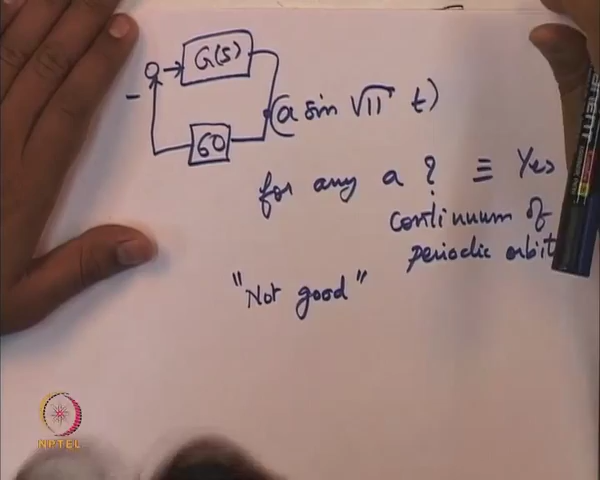 G(s)
-
60
(a sin √11 t)
for any a ? ≡ Yes
continuum of
periodic orbit
"Not good"
NPTEL